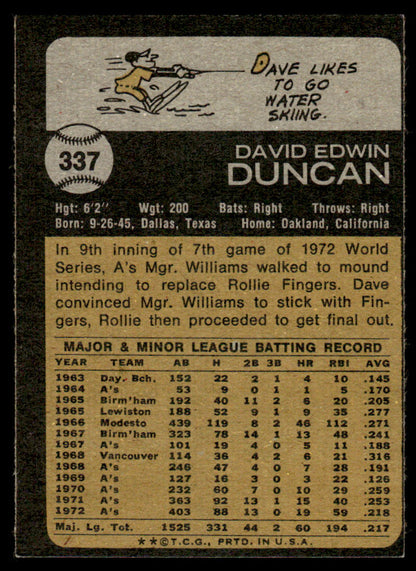 DAVE LIKES
TO GO
WATER
SKIING.
337
DAVID EDWIN
DUNCAN
Hgt: 6'2" Wgt: 200 Bats: Right Throws: Right
Born: 9-26-45, Dallas, Texas Home: Oakland, California
In 9th inning of 7th game of 1972 World
Series, A's Mgr. Williams walked to mound
intending to replace Rollie Fingers. Dave
convinced Mgr. Williams to stick with Fin-
gers, Rollie then proceeded to get final out.
MAJOR & MINOR LEAGUE BATTING RECORD
YEAR TEAM AB H 2B 3B HR RBI AVG
1963 Day. Bch. 152 22 2 1 4 10 .145
1964 A's 53 9 0 1 1 5 .170
1965 Birm'ham 192 40 11 2 6 20 .205
1965 Lewiston 188 52 9 1 9 35 .277
1966 Modesto 439 119 8 2 46 112 .271
1967 Birm'ham 323 78 14 1 13 48 .241
1967 A's 101 19 4 0 5 11 .188
1968 Vancouver 114 36 4 2 6 21 .316
1968 A's 246 47 4 0 7 28 .191
1969 A's 127 16 3 0 3 22 .126
1970 A's 232 60 7 0 10 29 .259
1971 A's 363 92 13 1 15 40 .253
1972 A's 403 88 13 0 19 59 .218
Maj. Lg. Tot. 1525 331 44 2 60 194 .217
**©T.C.G., PRTD. IN U.S.A.